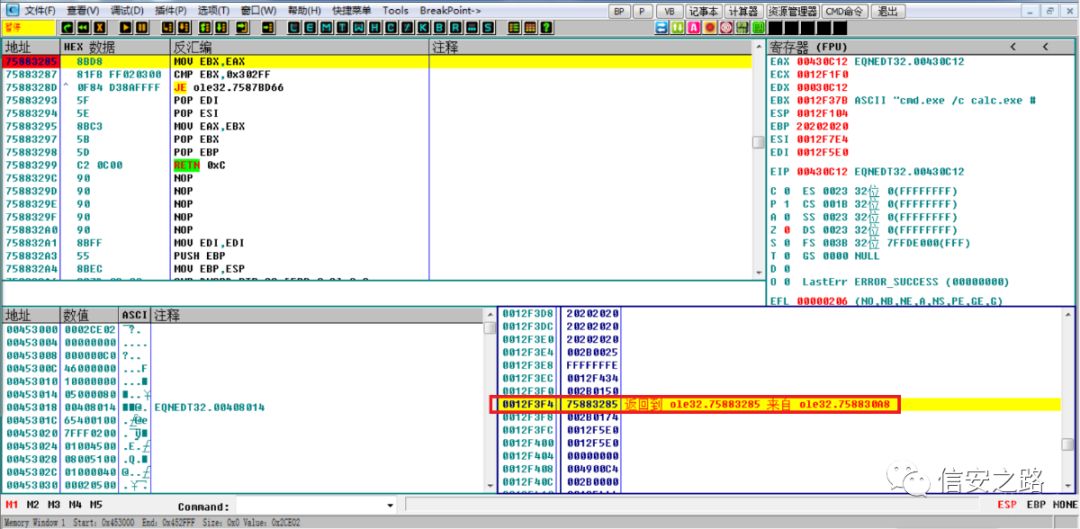 文件(F) 查看(V) 调试(D) 插件(P) 选项(T) 窗口(W) 帮助(H) 快捷菜单 Tools BreakPoint-> BP P VB 记事本 计算器 资源管理器 CMD命令 退出
暂停 L E M T W H C / K B R ... S ?
地址 HEX 数据 反汇编 注释
75883285 8BD8 MOV EBX,EAX
75883287 81FB FF020300 CMP EBX,0x302FF
7588328D ^ 0F84 D38AFFFF JE ole32.7587BD66
75883293 5F POP EDI
75883294 5E POP ESI
75883295 8BC3 MOV EAX,EBX
75883297 5B POP EBX
75883298 5D POP EBP
75883299 C2 0C00 RETN 0xC
7588329C 90 NOP
7588329D 90 NOP
7588329E 90 NOP
7588329F 90 NOP
758832A0 90 NOP
758832A1 8BFF MOV EDI,EDI
758832A3 55 PUSH EBP
758832A4 8BEC MOV EBP,ESP
寄存器 (FPU) < <
EAX 00430C12 EQNEDT32.00430C12
ECX 0012F1F0
EDX 00030C12
EBX 0012F37B ASCII "cmd.exe /c calc.exe #
ESP 0012F104
EBP 20202020
ESI 0012F7E4
EDI 0012F5E0
EIP 00430C12 EQNEDT32.00430C12
C 0 ES 0023 32位 0(FFFFFFFF)
P 1 CS 001B 32位 0(FFFFFFFF)
A 0 SS 0023 32位 0(FFFFFFFF)
Z 0 DS 0023 32位 0(FFFFFFFF)
S 0 FS 003B 32位 7FFDE000(FFF)
T 0 GS 0000 NULL
D 0
O 0 LastErr ERROR_SUCCESS (00000000)
EFL 00000206 (NO,NB,NE,A,NS,PE,GE,G)
地址 数值 ASCI 注释
00453000 0002CE02
00453004 00000000 ....
00453008 000000C0 ?...
0045300C 46000000 ...F
00453010 10000000
00453014 05000080
00453018 00408014 EQNEDT32.00408014
0045301C 65400100
00453020 7FFF0200
00453024 01004500
00453028 08005100
0045302C 01000040
00453030 00020500
0012F3D8 20202020
0012F3DC 20202020
0012F3E0 20202020
0012F3E4 002B0025
0012F3E8 FFFFFFFE
0012F3EC 0012F434
0012F3F0 002B0150
0012F3F4 75883285 返回到 ole32.75883285 来自 ole32.758830A8
0012F3F8 002B0174
0012F3FC 0012F5E0
0012F400 0012F5E0
0012F404 00000000
0012F408 004900C4
0012F40C 002B0000
信安之路
M1 M2 M3 M4 M5 Command: ESP EBP NONE
Memory Window 1 Start: 0x453000 End: 0x452FFF Size: 0x0 Value: 0x2CE02